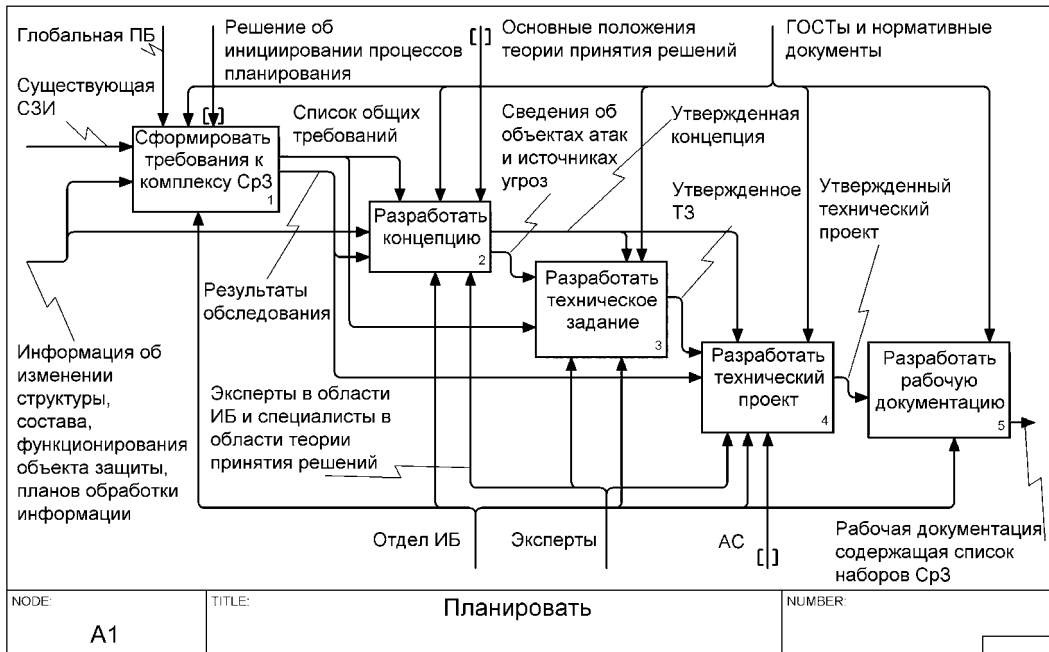 Глобальная ПБ
Решение об
инициировании процессов
планирования
Основные положения
теории принятия решений
ГОСТы и нормативные
документы
Существующая
СЗИ
Список общих
требований
Сведения об
объектах атак
и источниках
угроз
Утвержденная
концепция
Утвержденное
ТЗ
Утвержденный
технический
проект
Сформировать
требования к
комплексу СрЗ
1
Разработать
концепцию
2
Разработать
техническое
задание
3
Разработать
технический
проект
4
Разработать
рабочую
документацию
5
Результаты
обследования
Информация об
изменении
структуры,
состава,
функционирования
объекта защиты,
планов обработки
информации
Эксперты в области
ИБ и специалисты в
области теории
принятия решений
Отдел ИБ
Эксперты
АС
Рабочая документация
содержащая список
наборов СрЗ
NODE:
A1
TITLE:
Планировать
NUMBER: